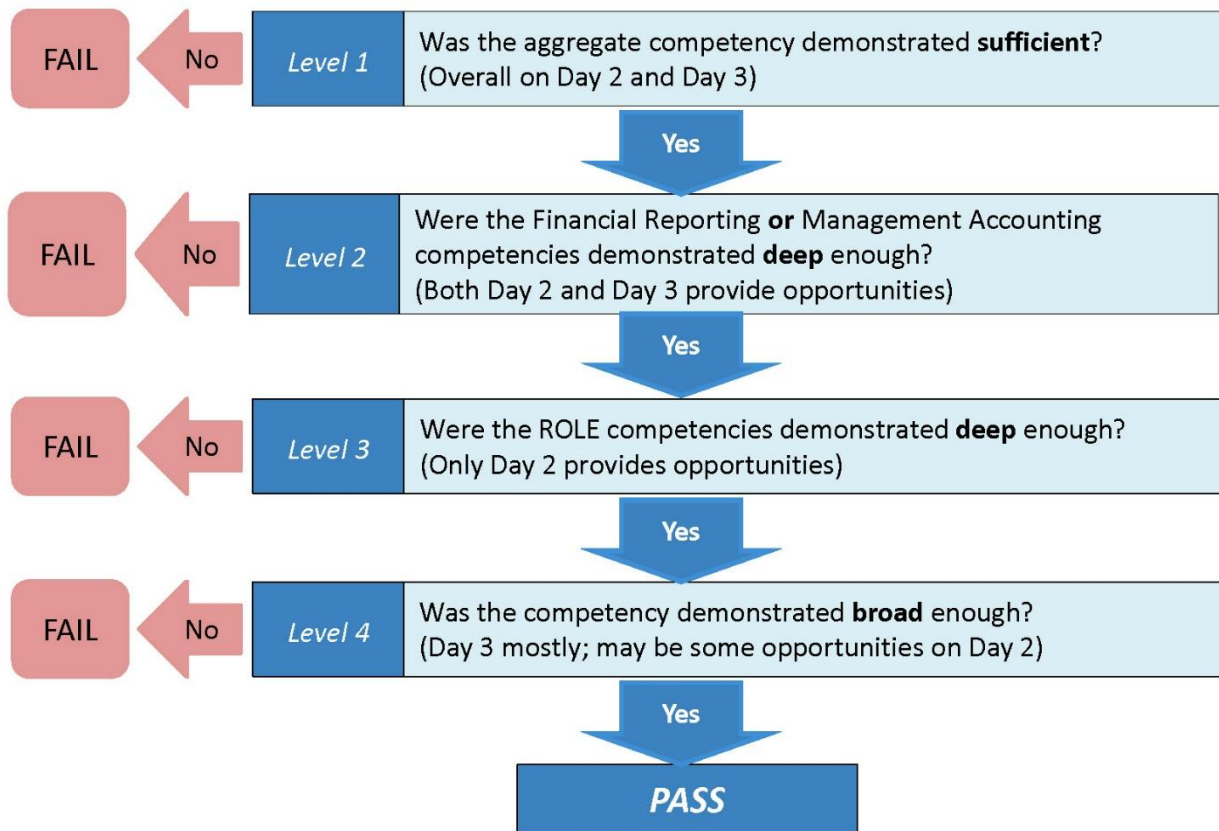 FAIL
No
Level 1
Was the aggregate competency demonstrated sufficient?
(Overall on Day 2 and Day 3)
Yes
FAIL
No
Level 2
Were the Financial Reporting or Management Accounting
competencies demonstrated deep enough?
(Both Day 2 and Day 3 provide opportunities)
Yes
FAIL
No
Level 3
Were the ROLE competencies demonstrated deep enough?
(Only Day 2 provides opportunities)
Yes
FAIL
No
Level 4
Was the competency demonstrated broad enough?
(Day 3 mostly; may be some opportunities on Day 2)
Yes
PASS